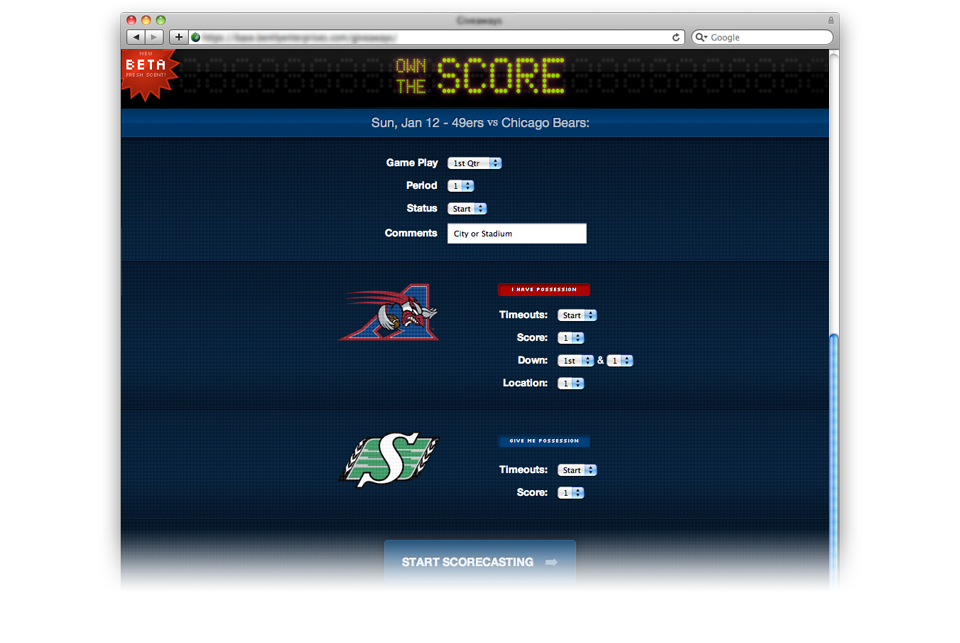 Giveaways
Google
NEW
BETA
FRESH SCENT!
OWN THE SCORE
Sun, Jan 12 - 49ers vs Chicago Bears:
Game Play 1st Qtr
Period 1
Status Start
Comments City or Stadium
I HAVE POSSESSION
Timeouts: Start
Score: 1
Down: 1st & 1
Location: 1
S
GIVE ME POSSESSION
Timeouts: Start
Score: 1
START SCORECASTING